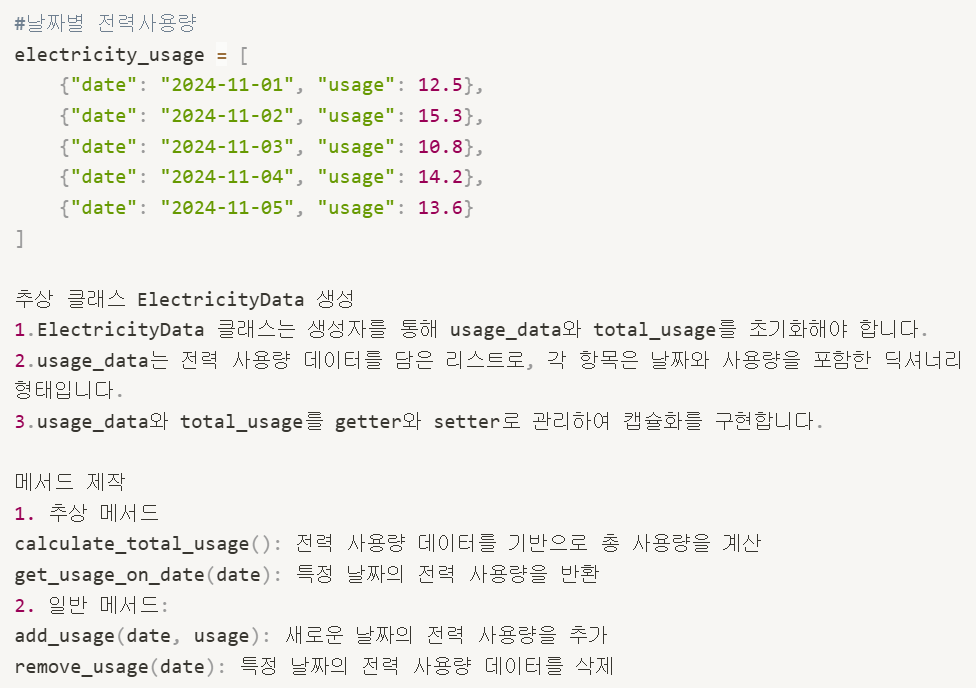 #날짜별 전력사용량
electricity_usage = [
    {"date": "2024-11-01", "usage": 12.5},
    {"date": "2024-11-02", "usage": 15.3},
    {"date": "2024-11-03", "usage": 10.8},
    {"date": "2024-11-04", "usage": 14.2},
    {"date": "2024-11-05", "usage": 13.6}
]

추상 클래스 ElectricityData 생성
1.ElectricityData 클래스는 생성자를 통해 usage_data와 total_usage를 초기화해야 합니다.
2.usage_data는 전력 사용량 데이터를 담은 리스트로, 각 항목은 날짜와 사용량을 포함한 딕셔너리
형태입니다.
3.usage_data와 total_usage를 getter와 setter로 관리하여 캡슐화를 구현합니다.

메서드 제작
1. 추상 메서드
calculate_total_usage(): 전력 사용량 데이터를 기반으로 총 사용량을 계산
get_usage_on_date(date): 특정 날짜의 전력 사용량을 반환
2. 일반 메서드:
add_usage(date, usage): 새로운 날짜의 전력 사용량을 추가
remove_usage(date): 특정 날짜의 전력 사용량 데이터를 삭제